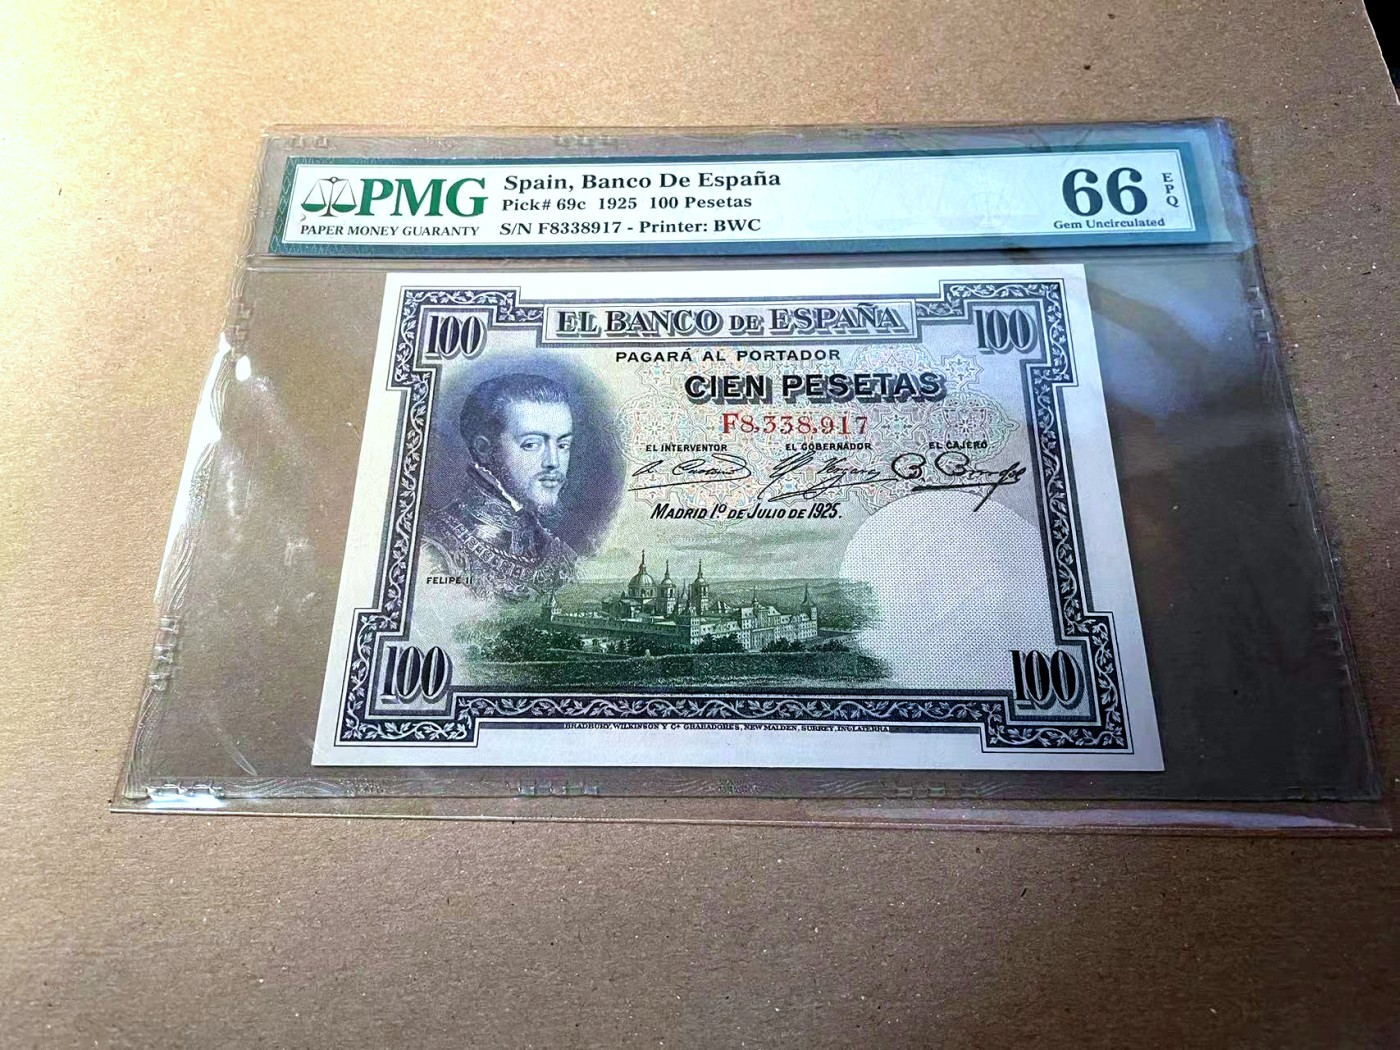 PMG
PAPER MONEY GUARANTY
Spain, Banco De España
Pick# 69c 1925 100 Pesetas
S/N F8338917 - Printer: BWC
66
EPQ
Gem Uncirculated
100
EL BANCO DE ESPAÑA
100
PAGARÁ AL PORTADOR
CIEN PESETAS
F8,338,917
EL INTERVENTOR
EL GOBERNADOR
EL CAJERO
MADRID 1º DE JULIO DE 1925.
FELIPE II
100
100
BRADBURY, WILKINSON Y Cª GRABADORES, NEW MALDEN, SURREY, INGLATERRA